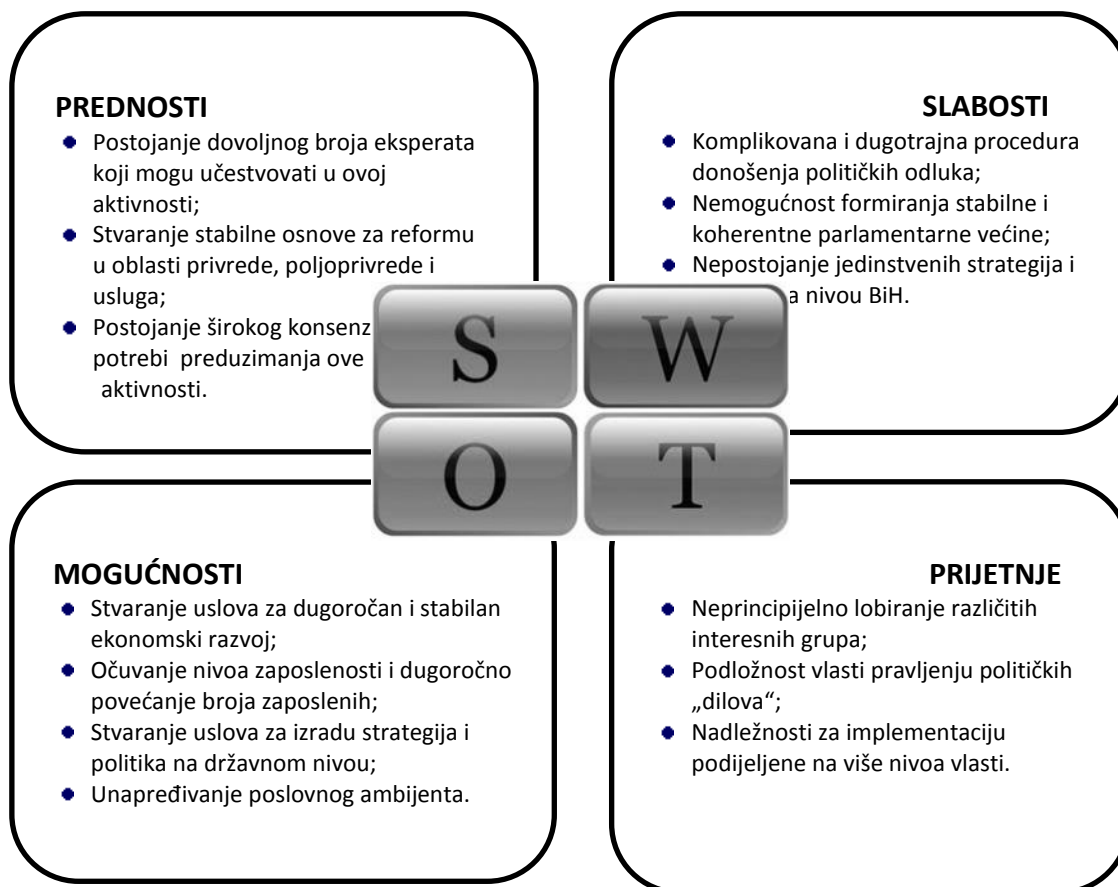 PREDNOSTI
Postojanje dovoljnog broja eksperata
koji mogu učestvovati u ovoj
aktivnosti;
Stvaranje stabilne osnove za reformu
u oblasti privrede, poljoprivrede i
usluga;
Postojanje širokog konsenz
potrebi preduzimanja ove
aktivnosti.
SLABOSTI
Komplikovana i dugotrajna procedura
donošenja političkih odluka;
Nemogućnost formiranja stabilne i
koherentne parlamentarne većine;
Nepostojanje jedinstvenih strategija i
a nivou BiH.
S W
O T
MOGUĆNOSTI
Stvaranje uslova za dugoročan i stabilan
ekonomski razvoj;
Očuvanje nivoa zaposlenosti i dugoročno
povećanje broja zaposlenih;
Stvaranje uslova za izradu strategija i
politika na državnom nivou;
Unapređivanje poslovnog ambijenta.
PRIJETNJE
Neprincipijelno lobiranje različitih
interesnih grupa;
Podložnost vlasti pravljenju političkih
„dilova“;
Nadležnosti za implementaciju
podijeljene na više nivoa vlasti.